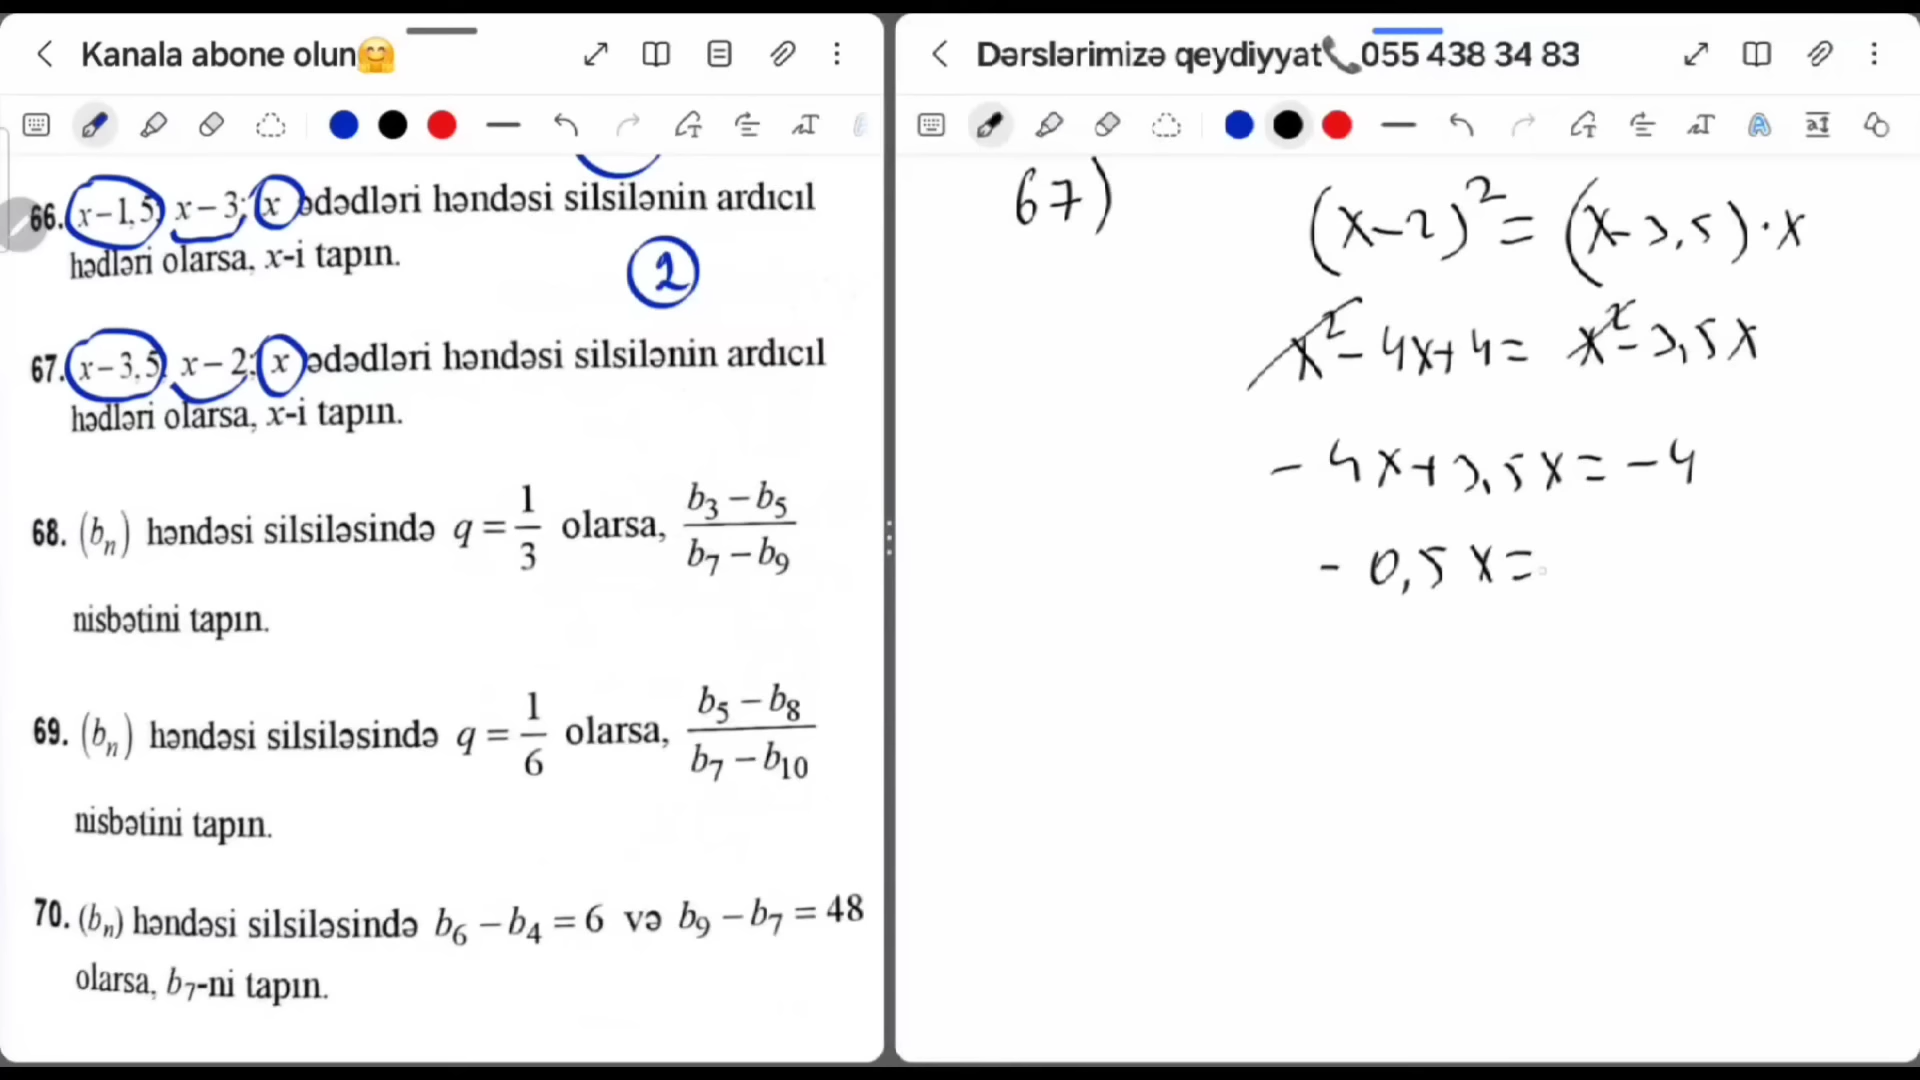 Kanala abone olun🤗
66. x – 1,5; x – 3; x ədədləri həndəsi silsilənin ardıcıl
hədləri olarsa, x-i tapın.
2
67. x – 3,5; x – 2; x ədədləri həndəsi silsilənin ardıcıl
hədləri olarsa, x-i tapın.
68. (bₙ) həndəsi silsiləsində q = 1/3 olarsa, (b₃ – b₅)/(b₇ – b₉)
nisbətini tapın.
69. (bₙ) həndəsi silsiləsində q = 1/6 olarsa, (b₅ – b₈)/(b₇ – b₁₀)
nisbətini tapın.
70. (bₙ) həndəsi silsiləsində b₆ – b₄ = 6 və b₉ – b₇ = 48
olarsa, b₇-ni tapın.
Dərslərimizə qeydiyyat📞055 438 34 83
67)
(x-2)² = (x-3,5)·x
x² - 4x+4 = x² - 3,5x
- 4x+3,5x = -4
- 0,5x =